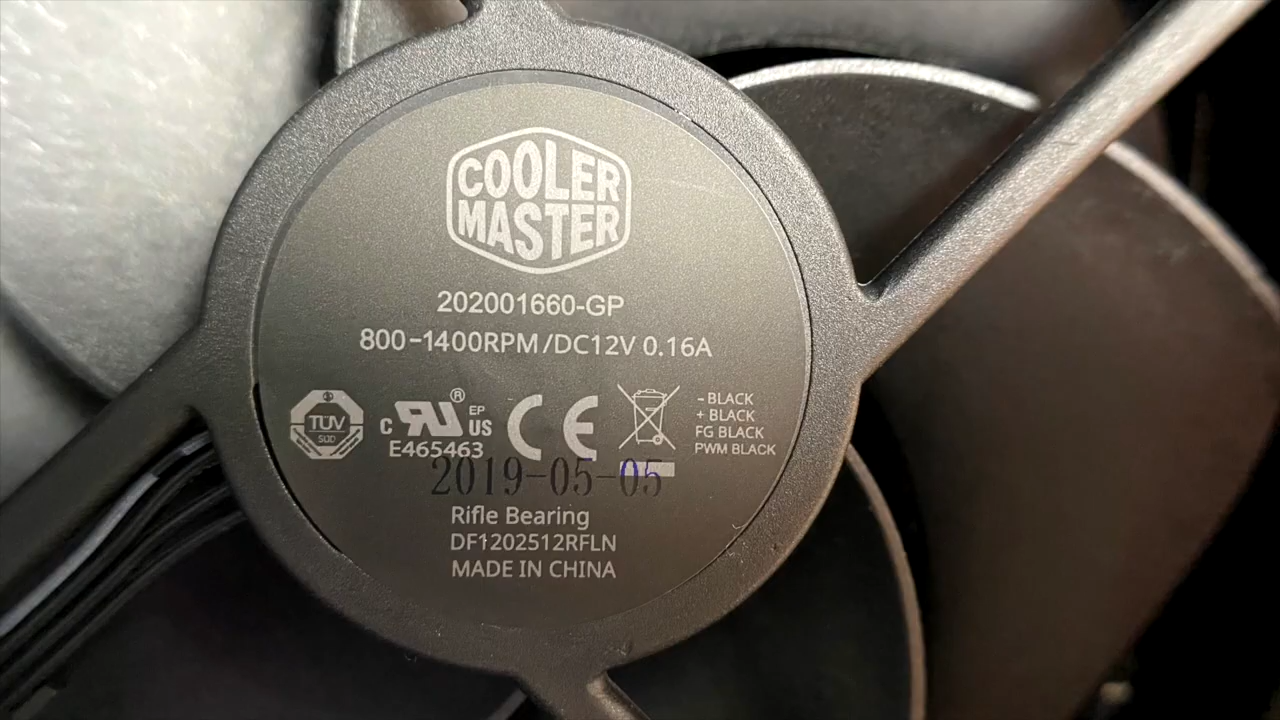 COOLER
MASTER
202001660-GP
800-1400RPM/DC12V 0.16A
TÜV
SÜD
C RU® US EP
E465463
CE
- BLACK
+ BLACK
FG BLACK
PWM BLACK
2019-05-05
Rifle Bearing
DF1202512RFLN
MADE IN CHINA